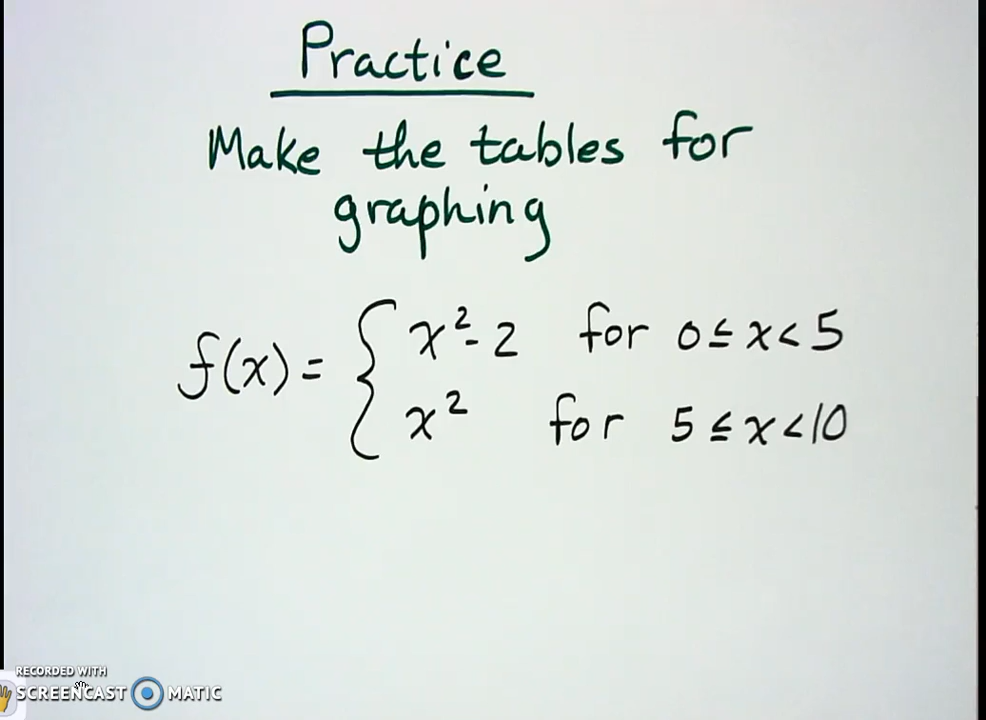 Practice
Make the tables for
graphing
f(x) = { x² - 2 for 0 ≤ x < 5
x² for 5 ≤ x < 10
RECORDED WITH
SCREENCAST MATIC